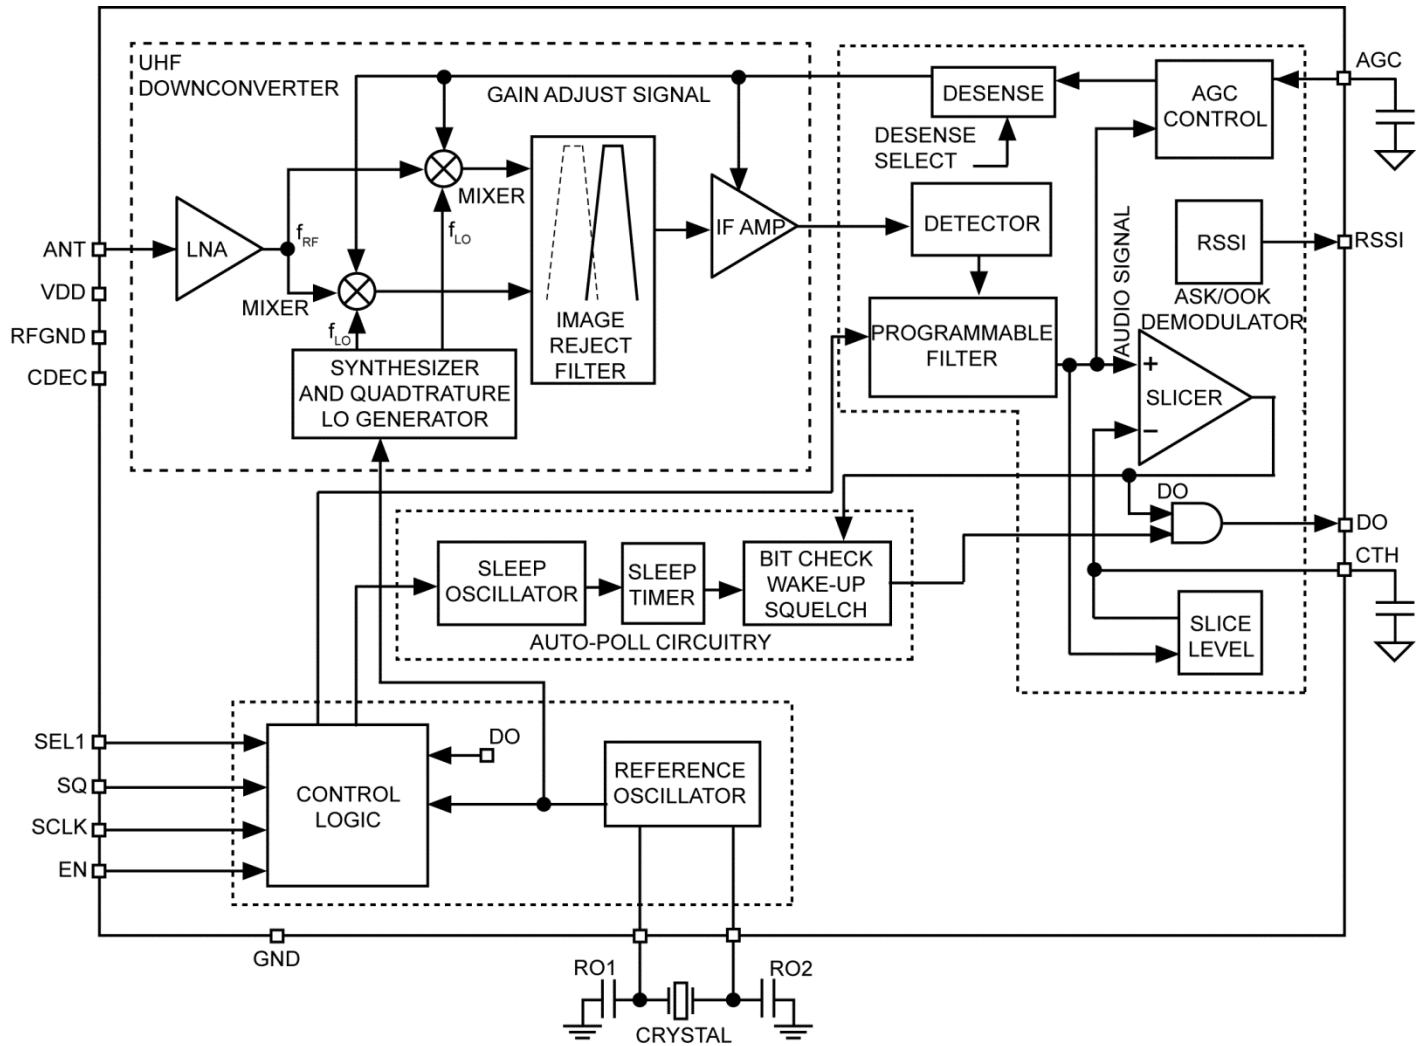 UHF
DOWNCONVERTER
GAIN ADJUST SIGNAL
DESENSE
DESENSE
SELECT
AGC
CONTROL
AGC
MIXER
IF AMP
DETECTOR
AUDIO SIGNAL
RSSI
RSSI
ASK/OOK
DEMODULATOR
ANT
LNA
fRF
fLO
VDD
MIXER
RFGND
CDEC
fLO
IMAGE
REJECT
FILTER
PROGRAMMABLE
FILTER
SYNTHESIZER
AND QUADTRATURE
LO GENERATOR
+
SLICER
–
DO
DO
CTH
SLEEP
OSCILLATOR
SLEEP
TIMER
BIT CHECK
WAKE-UP
SQUELCH
AUTO-POLL CIRCUITRY
SLICE
LEVEL
SEL1
SQ
SCLK
EN
CONTROL
LOGIC
DO
REFERENCE
OSCILLATOR
GND
RO1
RO2
CRYSTAL